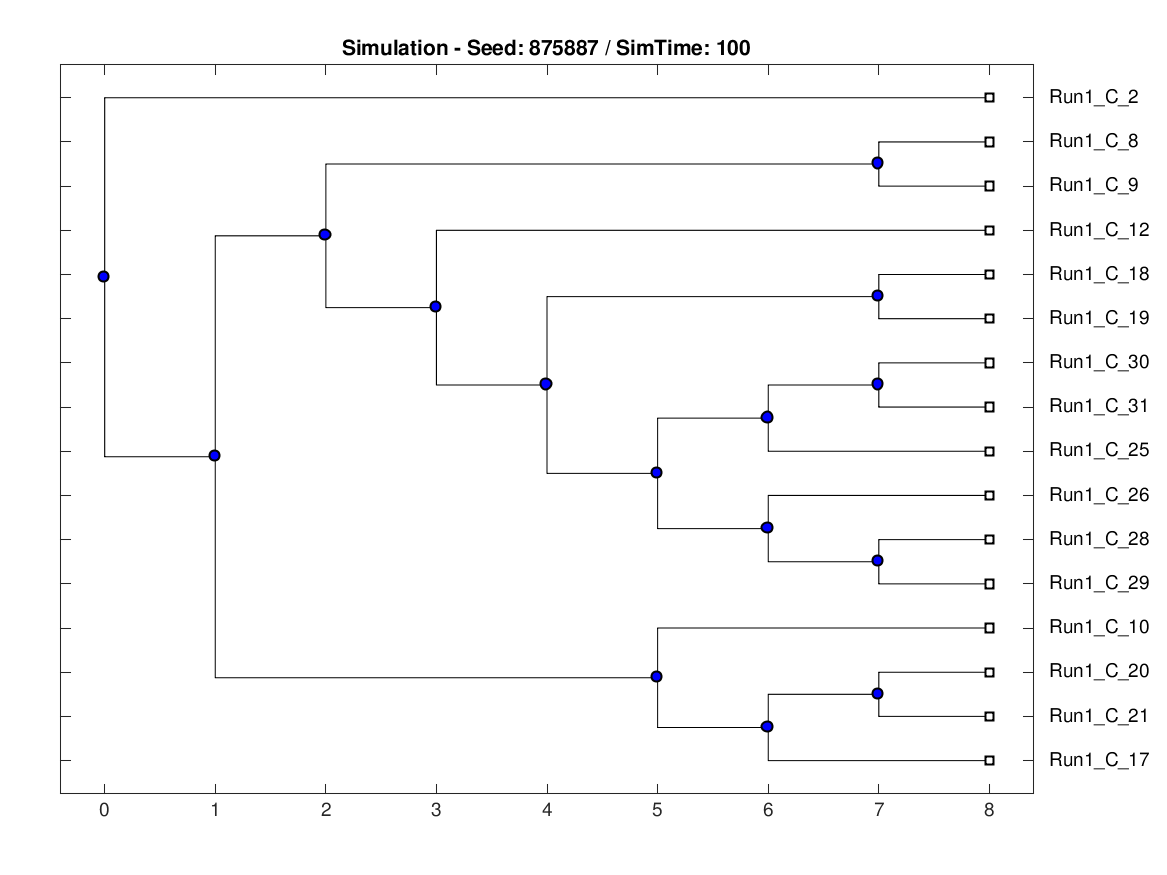 Simulation - Seed: 875887 / SimTime: 100
Run1_C_2
Run1_C_8
Run1_C_9
Run1_C_12
Run1_C_18
Run1_C_19
Run1_C_30
Run1_C_31
Run1_C_25
Run1_C_26
Run1_C_28
Run1_C_29
Run1_C_10
Run1_C_20
Run1_C_21
Run1_C_17
0 1 2 3 4 5 6 7 8